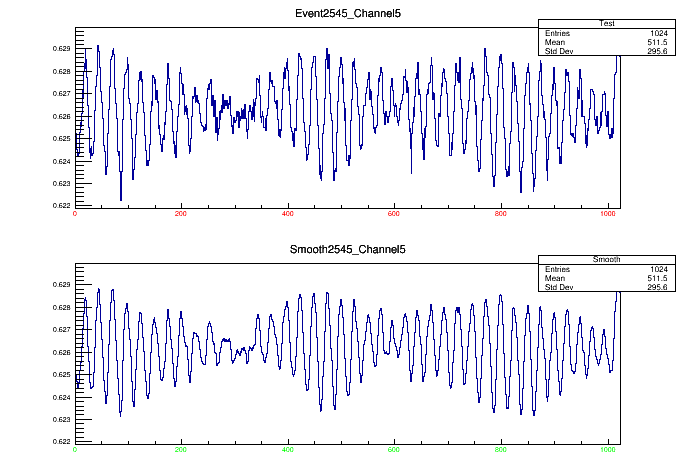 Event2545_Channel5
Test
Entries 1024
Mean 511.5
Std Dev 295.6
0.629
0.628
0.627
0.626
0.625
0.624
0.623
0.622
0 200 400 600 800 1000
Smooth2545_Channel5
Smooth
Entries 1024
Mean 511.5
Std Dev 295.6
0.629
0.628
0.627
0.626
0.625
0.624
0.623
0.622
0 200 400 600 800 1000